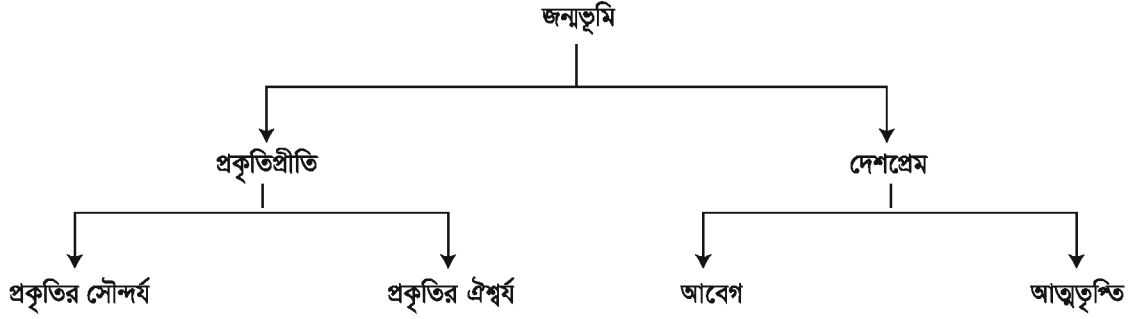 জন্মভূমি
প্রকৃতিপ্রীতি দেশপ্রেম
প্রকৃতির সৌন্দর্য প্রকৃতির ঐশ্বর্য আবেগ আত্মতৃপ্তি